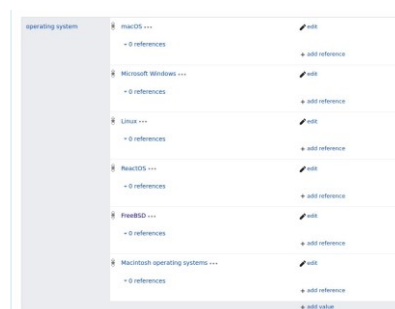 operating system
macOS •••
edit
0 references
+ add reference
Microsoft Windows •••
edit
0 references
+ add reference
Linux •••
edit
0 references
+ add reference
ReactOS •••
edit
0 references
+ add reference
FreeBSD •••
edit
0 references
+ add reference
Macintosh operating systems •••
edit
0 references
+ add reference
+ add value